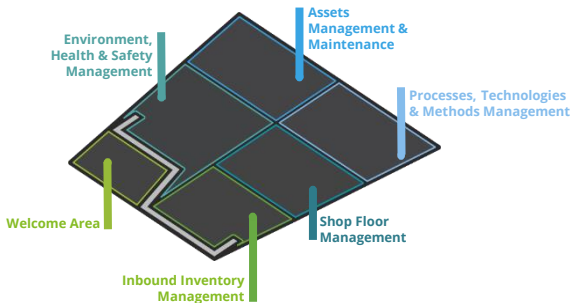 Assets
Management &
Maintenance
Environment,
Health & Safety
Management
Processes, Technologies
& Methods Management
Welcome Area
Shop Floor
Management
Inbound Inventory
Management